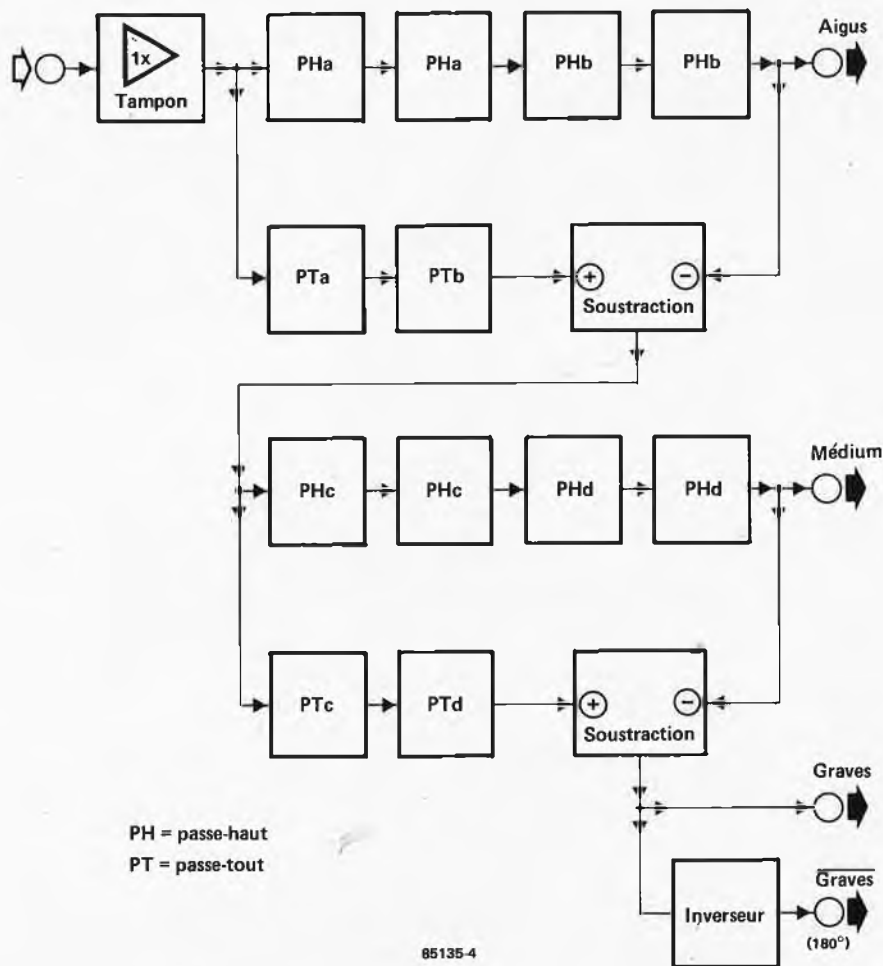 Aigus
1x
Tampon
PHa
PHa
PHb
PHb
PTa
PTb
+
−
Soustraction
Médium
PHc
PHc
PHd
PHd
PTc
PTd
+
−
Soustraction
Graves
PH = passe-haut
PT = passe-tout
Graves
Inverseur
(180°)
85135-4